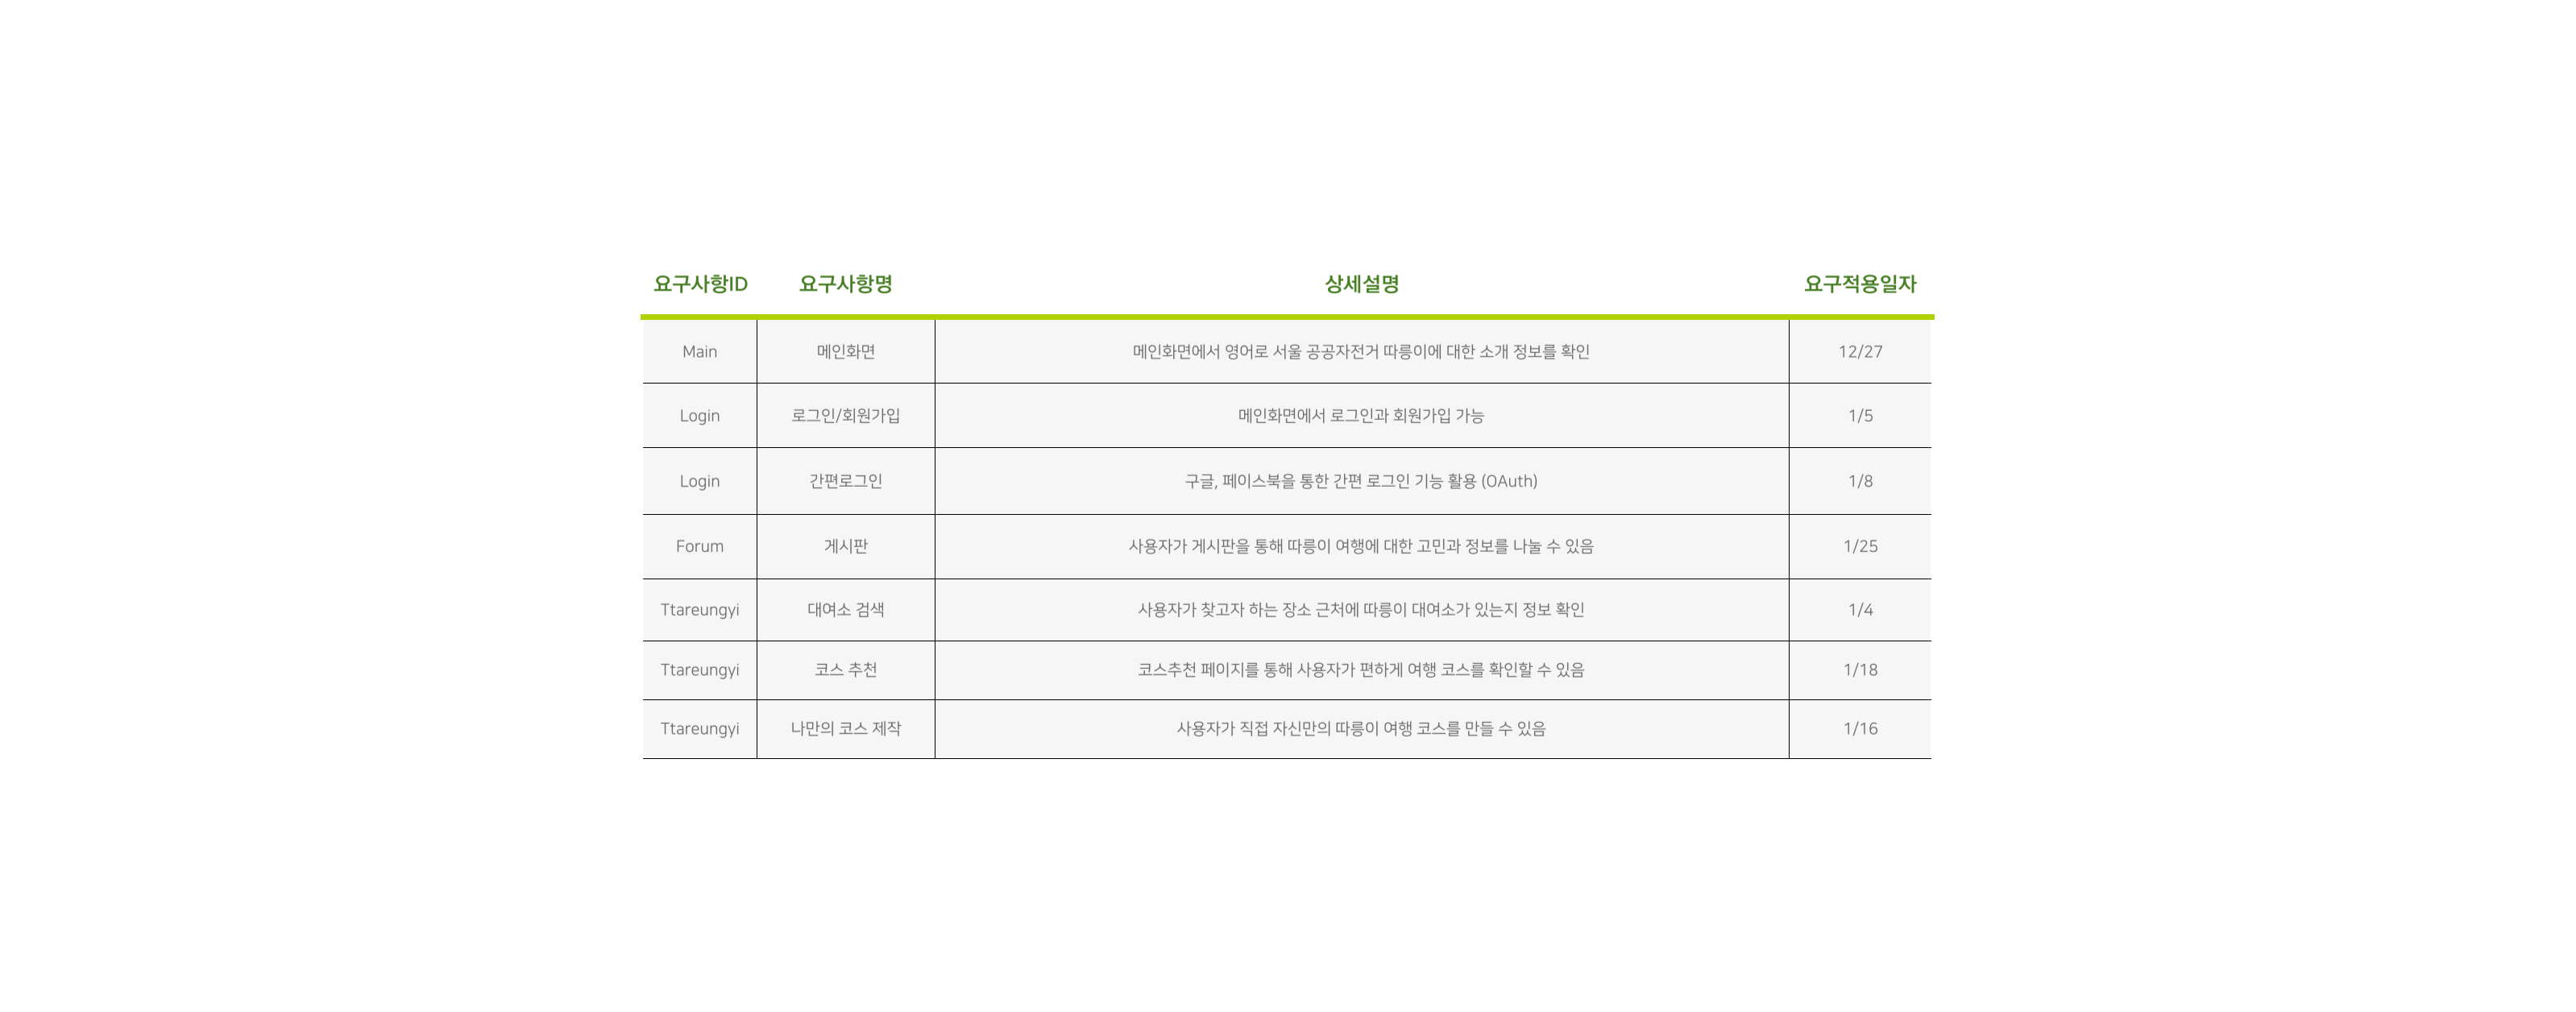 요구사항ID 요구사항명 상세설명 요구적용일자
Main 메인화면 메인화면에서 영어로 서울 공공자전거 따릉이에 대한 소개 정보를 확인 12/27
Login 로그인/회원가입 메인화면에서 로그인과 회원가입 가능 1/5
Login 간편로그인 구글, 페이스북을 통한 간편 로그인 기능 활용 (OAuth) 1/8
Forum 게시판 사용자가 게시판을 통해 따릉이 여행에 대한 고민과 정보를 나눌 수 있음 1/25
Ttareungyi 대여소 검색 사용자가 찾고자 하는 장소 근처에 따릉이 대여소가 있는지 정보 확인 1/4
Ttareungyi 코스 추천 코스추천 페이지를 통해 사용자가 편하게 여행 코스를 확인할 수 있음 1/18
Ttareungyi 나만의 코스 제작 사용자가 직접 자신만의 따릉이 여행 코스를 만들 수 있음 1/16